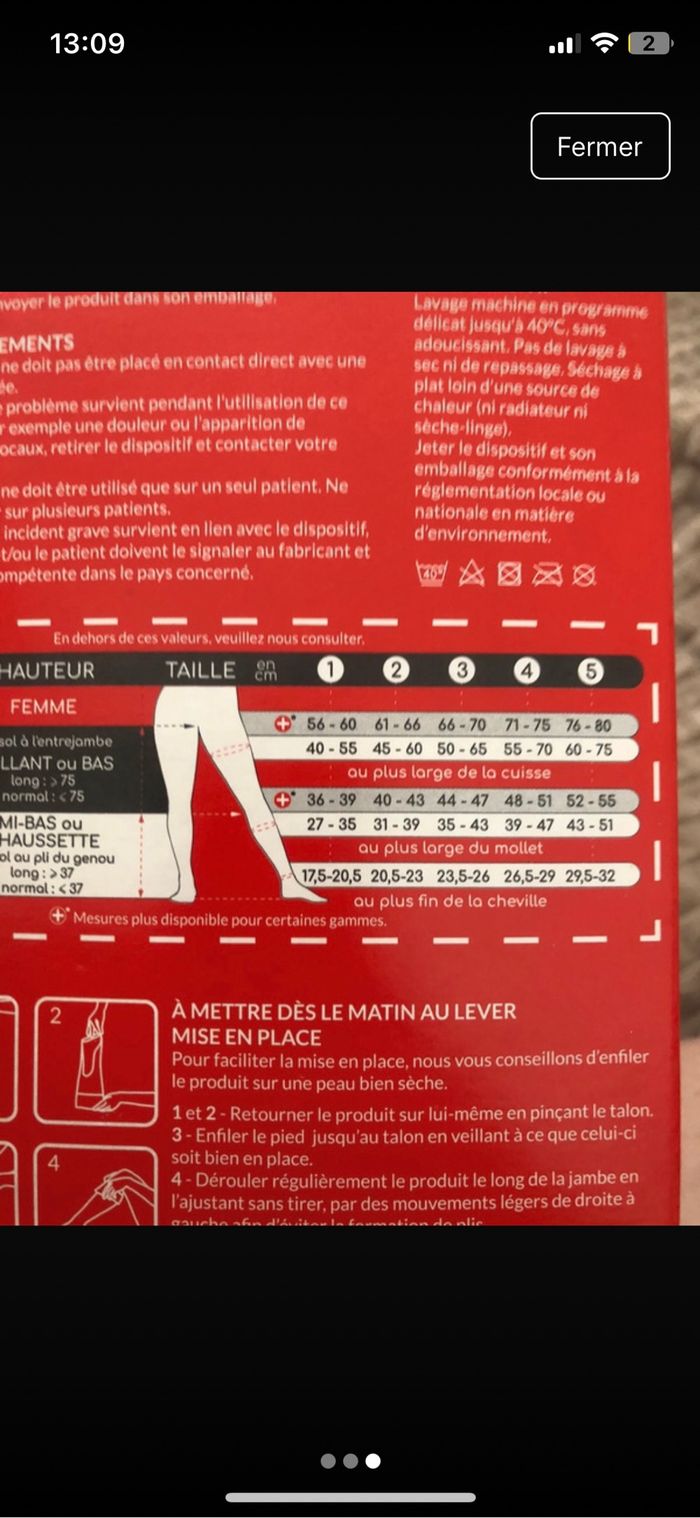 13:09
2
Fermer
voyer le produit dans son emballage.
EMENTS
ne doit pas être placé en contact direct avec une
ée.
problème survient pendant l'utilisation de ce
r exemple une douleur ou l'apparition de
ocaux, retirer le dispositif et contacter votre
ne doit être utilisé que sur un seul patient. Ne
sur plusieurs patients.
incident grave survient en lien avec le dispositif,
t/ou le patient doivent le signaler au fabricant et
ompétente dans le pays concerné.
Lavage machine en programme
délicat jusqu'à 40°C, sans
adoucissant. Pas de lavage à
sec ni de repassage. Séchage à
plat loin d'une source de
chaleur (ni radiateur ni
sèche-linge).
Jeter le dispositif et son
emballage conformément à la
réglementation locale ou
nationale en matière
d'environnement.
40°
En dehors de ces valeurs, veuillez nous consulter.
HAUTEUR TAILLE en cm 1 2 3 4 5
FEMME
sol à l'entrejambe
LLANT ou BAS
long : > 75
normal : < 75
MI-BAS ou
HAUSSETTE
ol au pli du genou
long : > 37
normal : < 37
+* 56 - 60 61 - 66 66 - 70 71 - 75 76 - 80
40 - 55 45 - 60 50 - 65 55 - 70 60 - 75
au plus large de la cuisse
+* 36 - 39 40 - 43 44 - 47 48 - 51 52 - 55
27 - 35 31 - 39 35 - 43 39 - 47 43 - 51
au plus large du mollet
17,5-20,5 20,5-23 23,5-26 26,5-29 29,5-32
au plus fin de la cheville
+* Mesures plus disponible pour certaines gammes.
2
4
À METTRE DÈS LE MATIN AU LEVER
MISE EN PLACE
Pour faciliter la mise en place, nous vous conseillons d'enfiler
le produit sur une peau bien sèche.
1 et 2 - Retourner le produit sur lui-même en pinçant le talon.
3 - Enfiler le pied jusqu'au talon en veillant à ce que celui-ci
soit bien en place.
4 - Dérouler régulièrement le produit le long de la jambe en
l'ajustant sans tirer, par des mouvements légers de droite à
gauche afin d'éviter la formation de plis